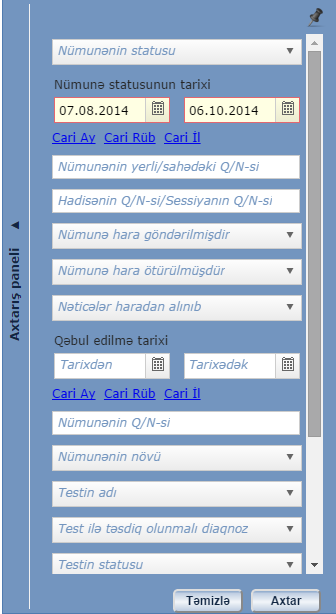 Axtarış paneli
Nümunənin statusu
Nümunə statusunun tarixi
07.08.2014 06.10.2014
Cari Ay Cari Rüb Cari İl
Nümunənin yerli/sahədəki Q/N-si
Hadisənin Q/N-si/Sessiyanın Q/N-si
Nümunə hara göndərilmişdir
Nümunə hara ötürülmüşdür
Nəticələr haradan alınıb
Qəbul edilmə tarixi
Tarixdən Tarixədək
Cari Ay Cari Rüb Cari İl
Nümunənin Q/N-si
Nümunənin növü
Testin adı
Test ilə təsdiq olunmalı diaqnoz
Testin statusu
Təmizlə Axtar